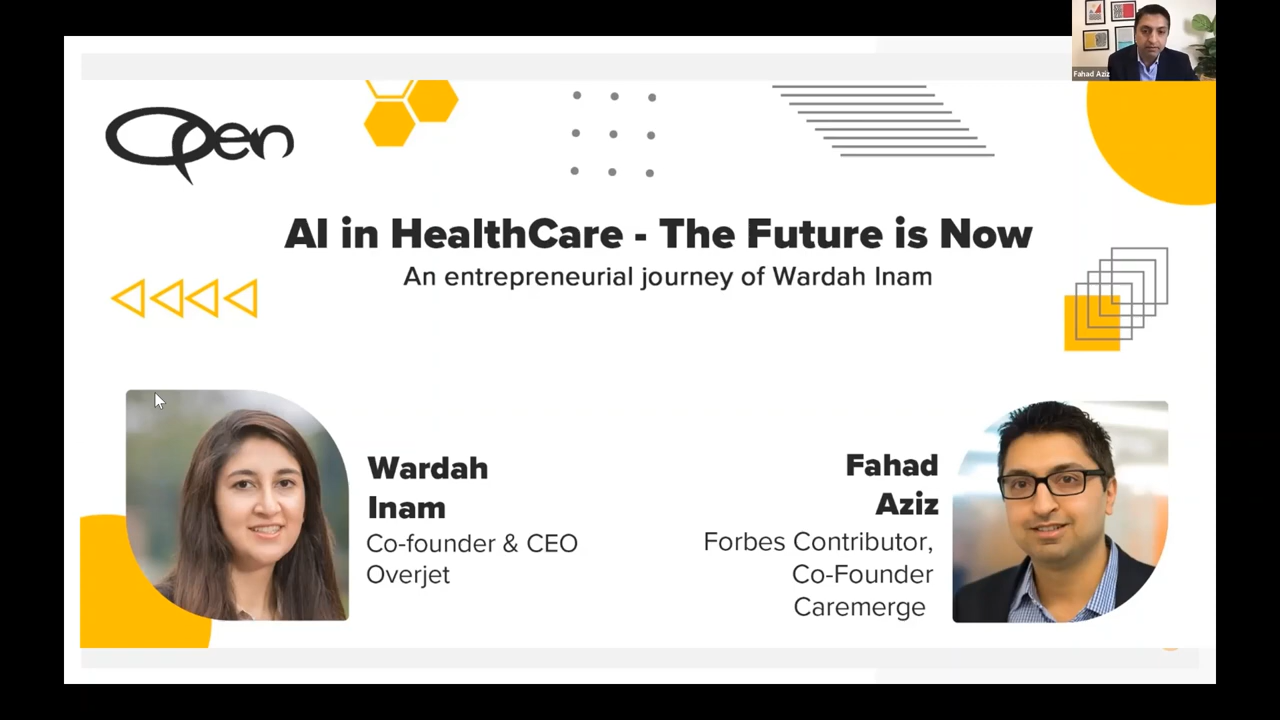 Fahad Aziz
Open
AI in HealthCare - The Future is Now
An entrepreneurial journey of Wardah Inam
Wardah
Inam
Co-founder & CEO
Overjet
Fahad
Aziz
Forbes Contributor,
Co-Founder
Caremerge